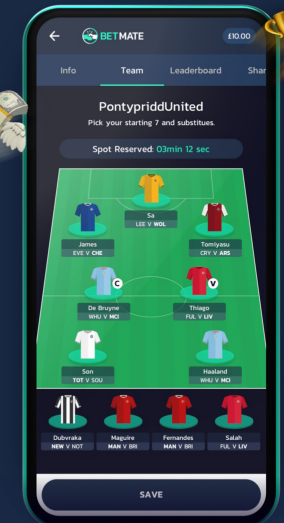 BETMATE
£10.00
Info Team Leaderboard Shar
PontypriddUnited
Pick your starting 7 and substitues.
Spot Reserved: 03min 12 sec
Sa
LEE V WOL
James
EVE V CHE
Tomiyasu
CRY V ARS
C
V
De Bruyne
WHU V MCI
Thiago
FUL V LIV
Son
TOT V SOU
Haaland
WHU V MCI
Dubvraka Maguire Fernandes Salah
NEW V NOT MAN V BRI MAN V BRI FUL V LIV
SAVE